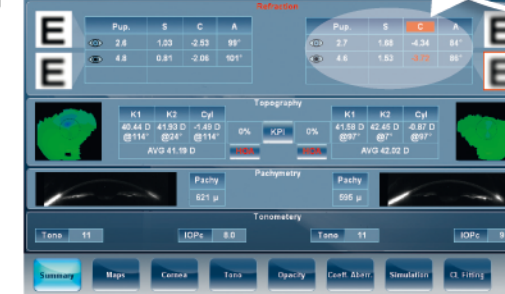 Refraction
E
Pup. S C A
2.6 1.03 -2.53 99°
4.8 0.81 -2.06 101°
E
Pup. S C A
2.7 1.88 -4.34 84°
4.6 1.53 86°
E
E
Topography
K1 K2 Cyl
40.44 D 41.93 D -1.49 D
@114° @24° @114°
AVG 41.19 D
0% KPI 0%
K1 K2 Cyl
41.58 D 42.45 D -0.87 D
@97° @7° @97°
AVG 42.02 D
Pachymetry
Pachy
621 µ
Pachy
595 µ
Tonometery
Tono 11 IOPc 8.0 Tono 11 IOPc 9
Summary Maps Cornea Tono Opacity Coeff. Aberr. Simulation CL Fitting